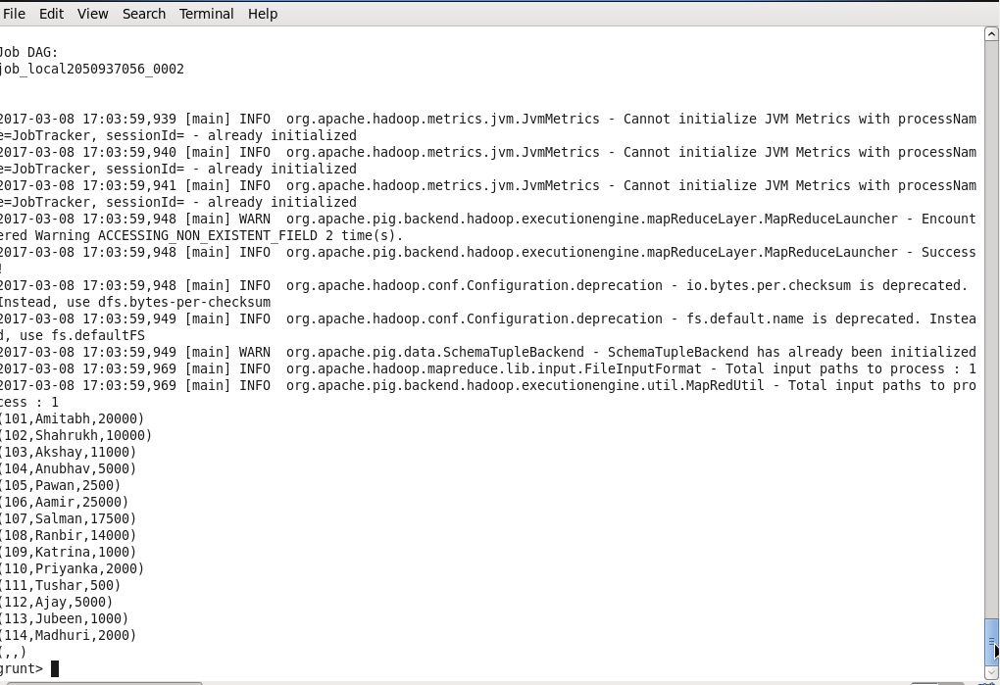 File Edit View Search Terminal Help
Job DAG:
job_local2050937056_0002
2017-03-08 17:03:59,939 [main] INFO  org.apache.hadoop.metrics.jvm.JvmMetrics - Cannot initialize JVM Metrics with processNam
e=JobTracker, sessionId= - already initialized
2017-03-08 17:03:59,940 [main] INFO  org.apache.hadoop.metrics.jvm.JvmMetrics - Cannot initialize JVM Metrics with processNam
e=JobTracker, sessionId= - already initialized
2017-03-08 17:03:59,941 [main] INFO  org.apache.hadoop.metrics.jvm.JvmMetrics - Cannot initialize JVM Metrics with processNam
e=JobTracker, sessionId= - already initialized
2017-03-08 17:03:59,948 [main] WARN  org.apache.pig.backend.hadoop.executionengine.mapReduceLayer.MapReduceLauncher - Encount
ered Warning ACCESSING_NON_EXISTENT_FIELD 2 time(s).
2017-03-08 17:03:59,948 [main] INFO  org.apache.pig.backend.hadoop.executionengine.mapReduceLayer.MapReduceLauncher - Success
!
2017-03-08 17:03:59,948 [main] INFO  org.apache.hadoop.conf.Configuration.deprecation - io.bytes.per.checksum is deprecated.
Instead, use dfs.bytes-per-checksum
2017-03-08 17:03:59,949 [main] INFO  org.apache.hadoop.conf.Configuration.deprecation - fs.default.name is deprecated. Instea
d, use fs.defaultFS
2017-03-08 17:03:59,949 [main] WARN  org.apache.pig.data.SchemaTupleBackend - SchemaTupleBackend has already been initialized
2017-03-08 17:03:59,969 [main] INFO  org.apache.hadoop.mapreduce.lib.input.FileInputFormat - Total input paths to process : 1
2017-03-08 17:03:59,969 [main] INFO  org.apache.pig.backend.hadoop.executionengine.util.MapRedUtil - Total input paths to pro
cess : 1
(101,Amitabh,20000)
(102,Shahrukh,10000)
(103,Akshay,11000)
(104,Anubhav,5000)
(105,Pawan,2500)
(106,Aamir,25000)
(107,Salman,17500)
(108,Ranbir,14000)
(109,Katrina,1000)
(110,Priyanka,2000)
(111,Tushar,500)
(112,Ajay,5000)
(113,Jubeen,1000)
(114,Madhuri,2000)
(,,)
grunt>